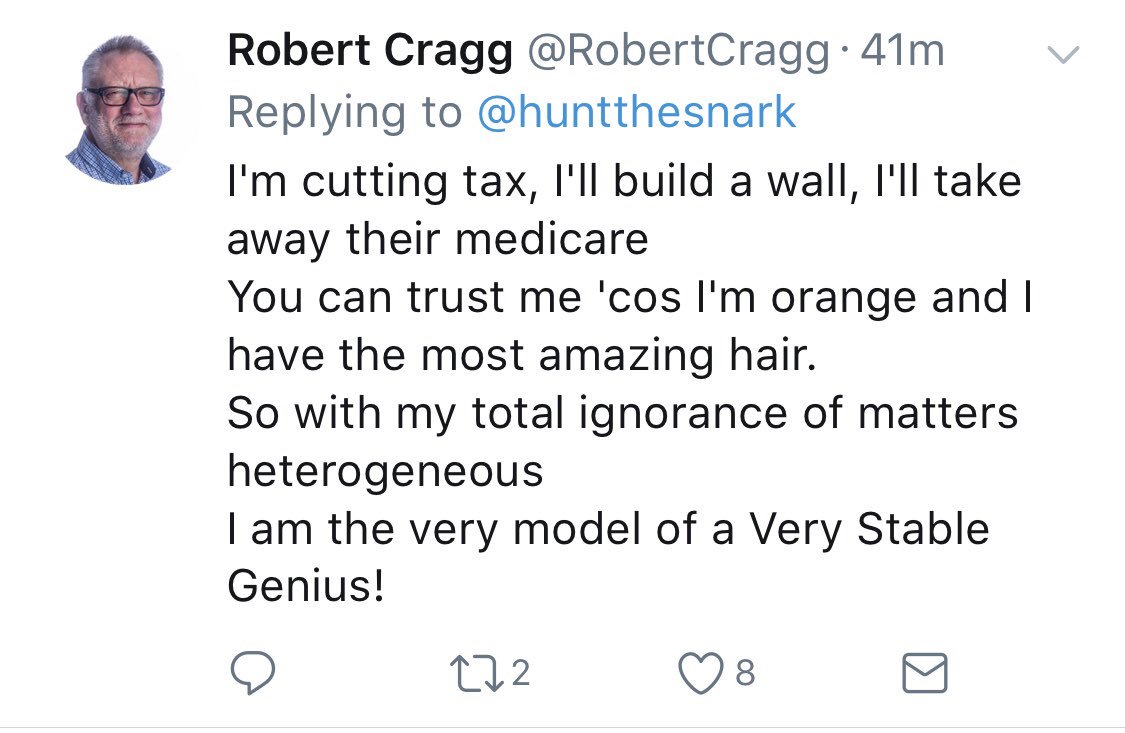 Robert Cragg @RobertCragg · 41m
Replying to @huntthesnark
I'm cutting tax, I'll build a wall, I'll take
away their medicare
You can trust me 'cos I'm orange and I
have the most amazing hair.
So with my total ignorance of matters
heterogeneous
I am the very model of a Very Stable
Genius!
2 8